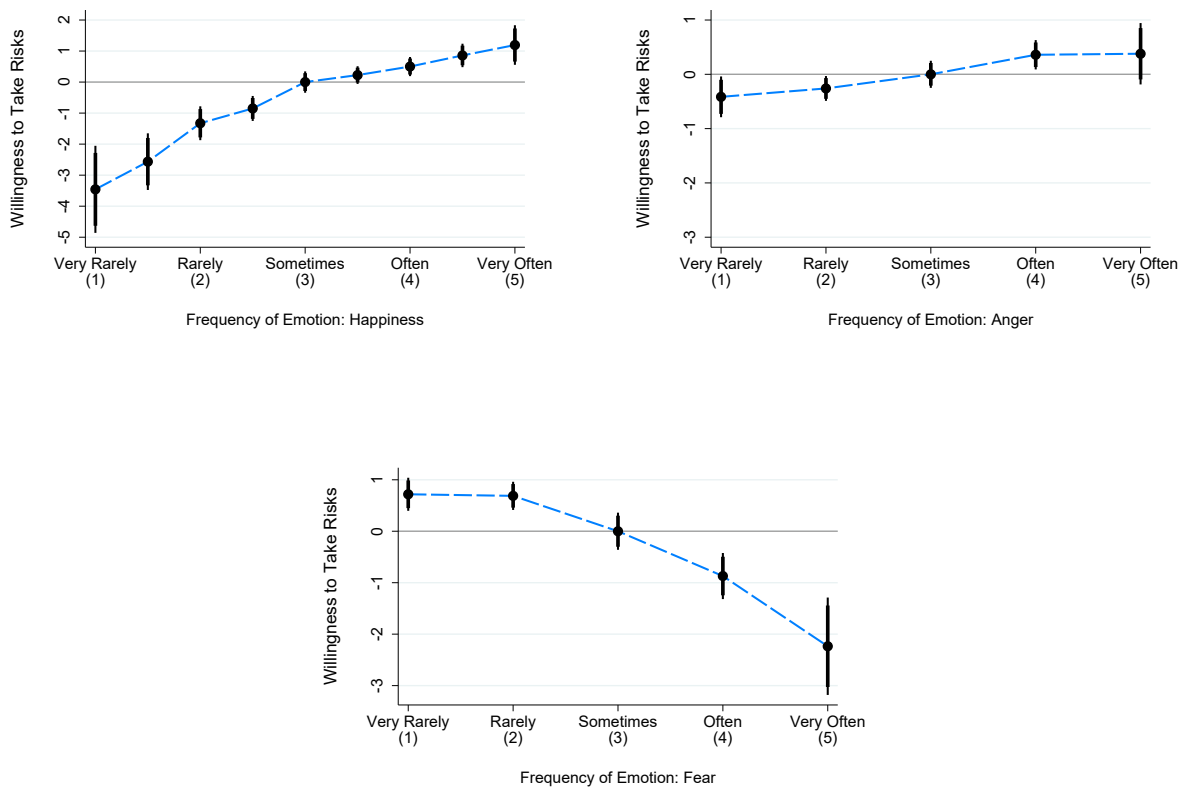 Willingness to Take Risks
2
1
0
-1
-2
-3
-4
-5
Very Rarely Rarely Sometimes Often Very Often
(1) (2) (3) (4) (5)
Frequency of Emotion: Happiness
Willingness to Take Risks
1
0
-1
-2
-3
Very Rarely Rarely Sometimes Often Very Often
(1) (2) (3) (4) (5)
Frequency of Emotion: Anger
Willingness to Take Risks
1
0
-1
-2
-3
Very Rarely Rarely Sometimes Often Very Often
(1) (2) (3) (4) (5)
Frequency of Emotion: Fear